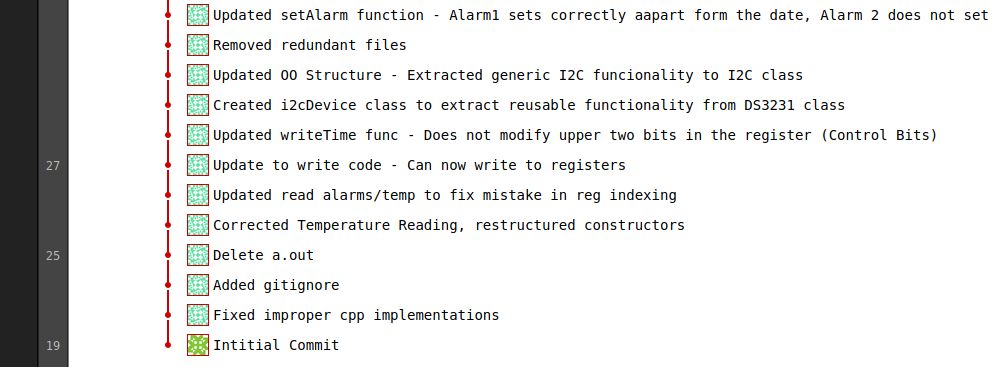 Updated setAlarm function - Alarm1 sets correctly aapart form the date, Alarm 2 does not set
Removed redundant files
Updated OO Structure - Extracted generic I2C funcionality to I2C class
Created i2cDevice class to extract reusable functionality from DS3231 class
Updated writeTime func - Does not modify upper two bits in the register (Control Bits)
27 Update to write code - Can now write to registers
Updated read alarms/temp to fix mistake in reg indexing
Corrected Temperature Reading, restructured constructors
25 Delete a.out
Added gitignore
Fixed improper cpp implementations
19 Intitial Commit